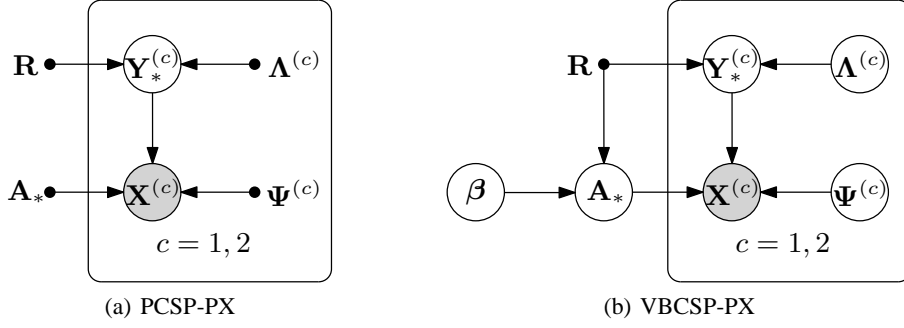 R Y_*^{(c)} Λ^{(c)}
A_* X^{(c)} Ψ^{(c)}
c = 1, 2
(a) PCSP-PX
R Y_*^{(c)} Λ^{(c)}
β A_* X^{(c)} Ψ^{(c)}
c = 1, 2
(b) VBCSP-PX